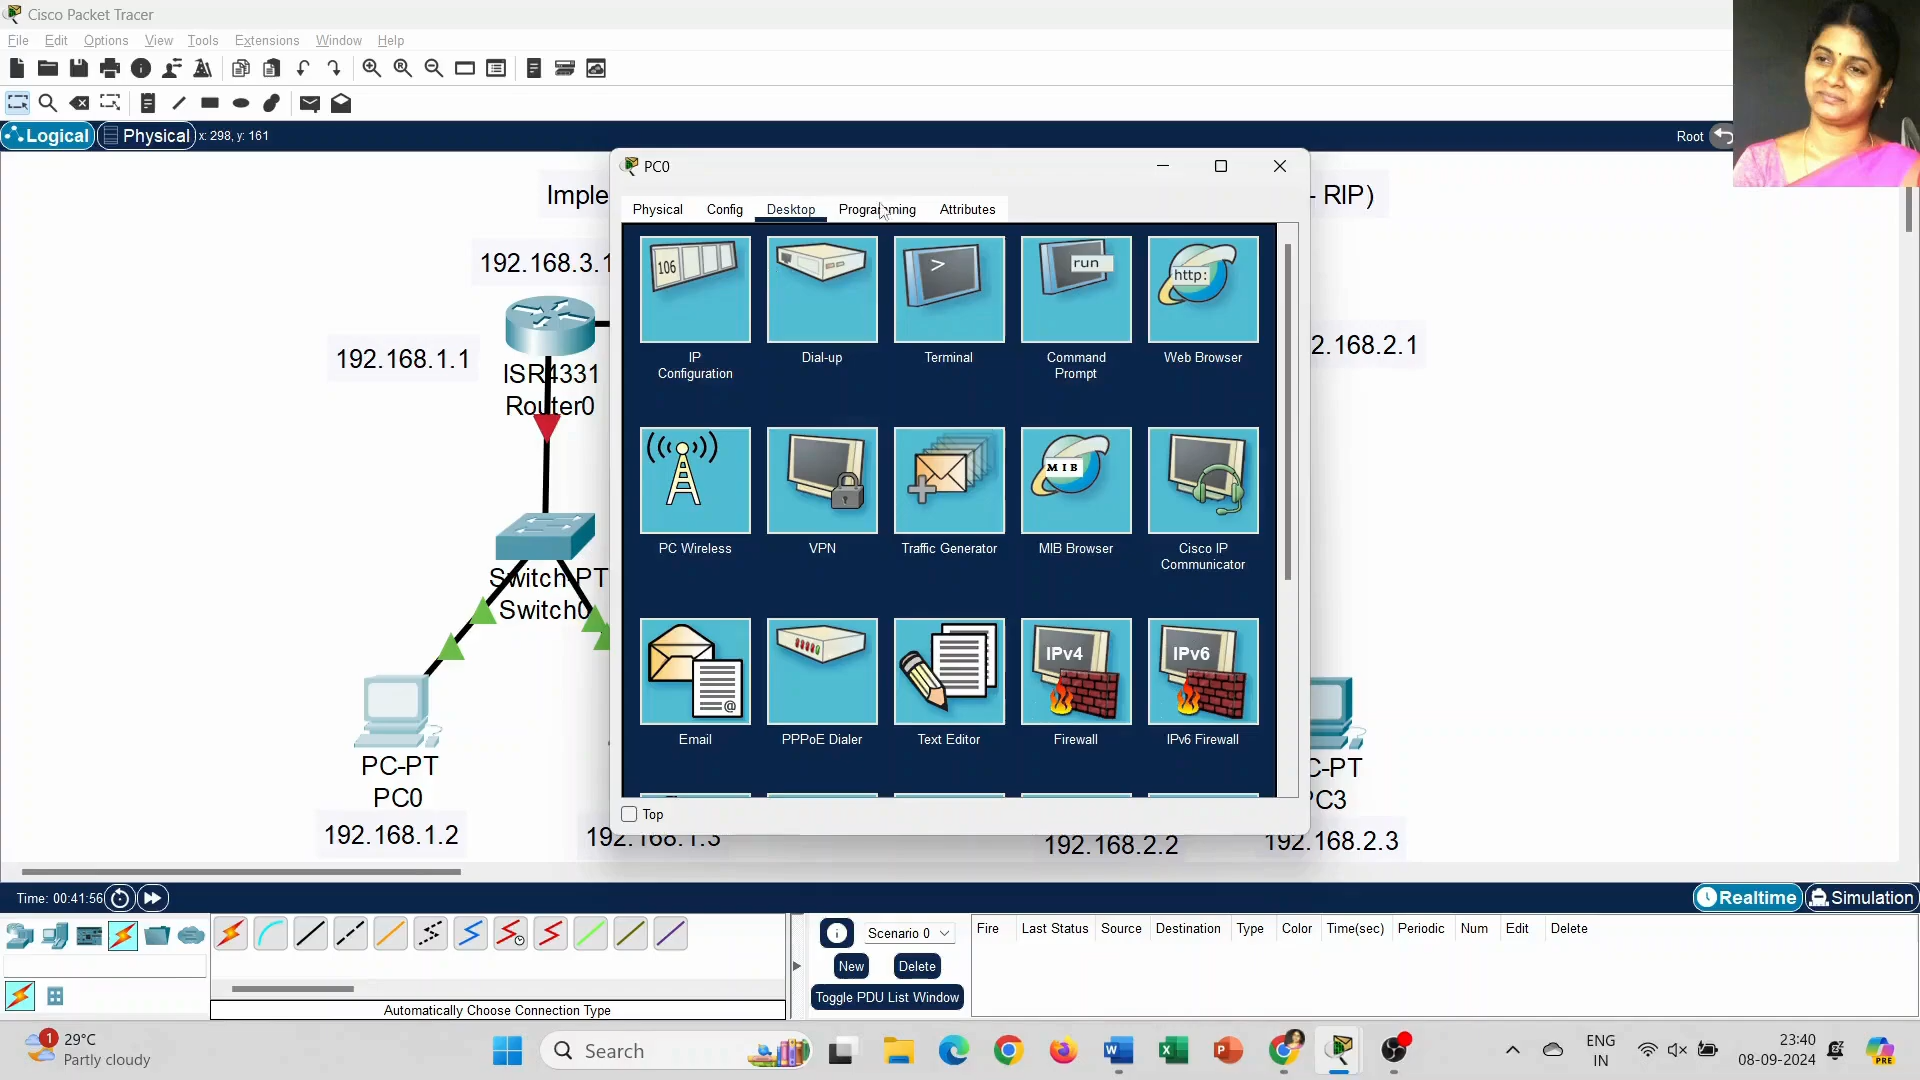 Cisco Packet Tracer
File Edit Options View Tools Extensions Window Help
Logical Physical x: 298, y: 161 Root
PC0
Physical Config Desktop Programming Attributes
Imple
- RIP)
192.168.3.1
192.168.1.1
2.168.2.1
ISR4331
Router0
Switch-PT
Switch0
PC-PT
PC0
192.168.1.2
192.168.1.3
192.168.2.2
C-PT
PC3
192.168.2.3
106
>
run
http:
IP
Configuration
Dial-up
Terminal
Command
Prompt
Web Browser
MIB
PC Wireless
VPN
Traffic Generator
MIB Browser
Cisco IP
Communicator
@
IPv4
IPv6
Email
PPPoE Dialer
Text Editor
Firewall
IPv6 Firewall
Top
Time: 00:41:56
Realtime Simulation
Scenario 0
New Delete
Toggle PDU List Window
Fire Last Status Source Destination Type Color Time(sec) Periodic Num Edit Delete
Automatically Choose Connection Type
1
29°C
Partly cloudy
Search
ENG
IN
23:40
08-09-2024
PRE